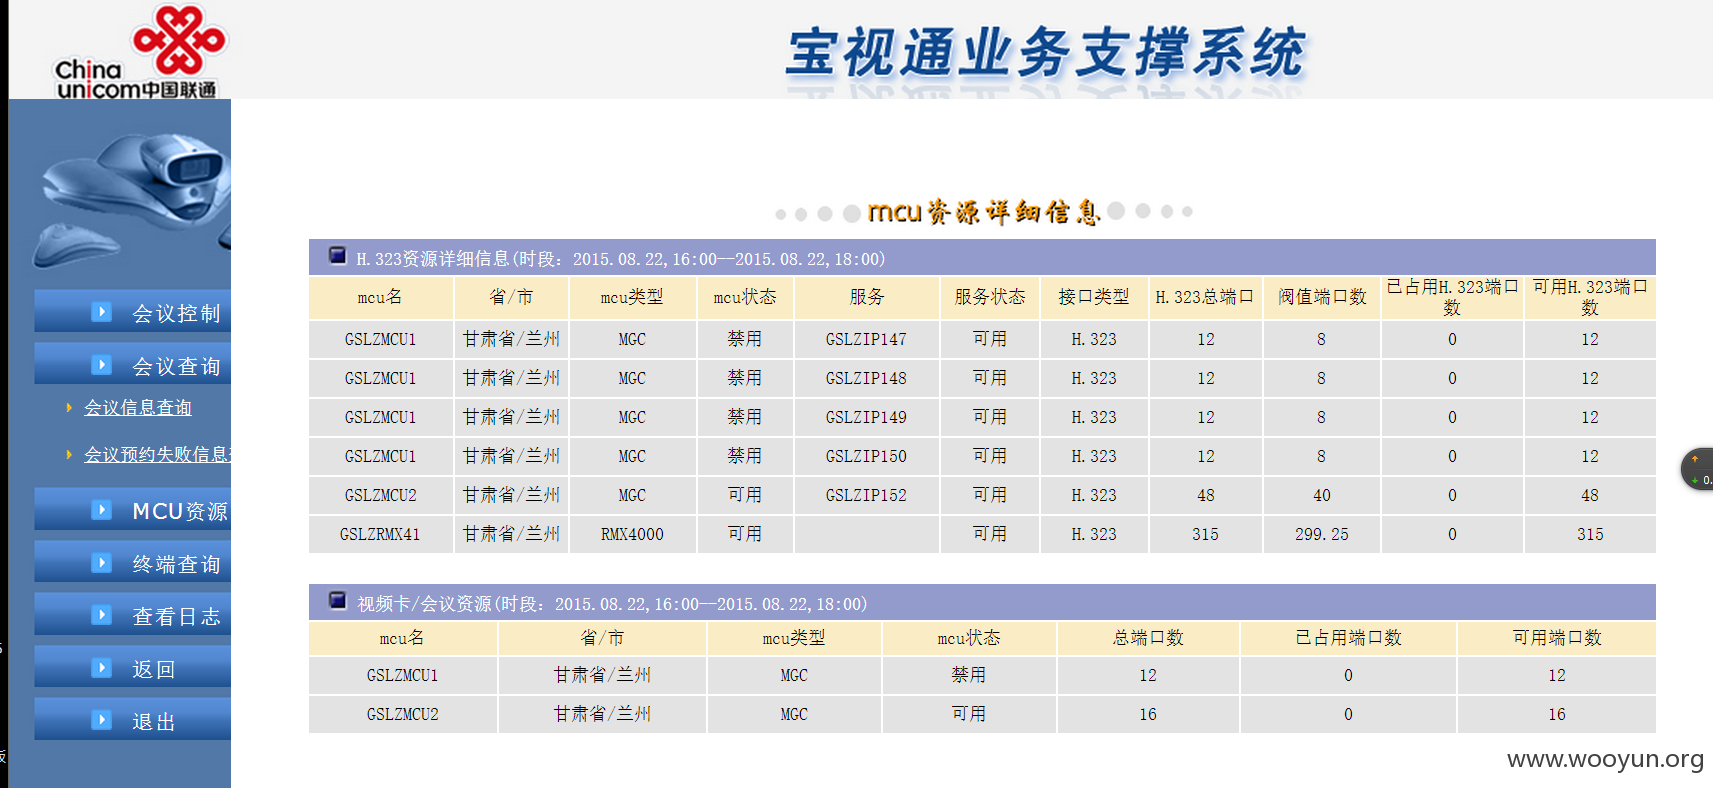 China
unicom中国联通
宝视通业务支撑系统
会议控制
会议查询
会议信息查询
会议预约失败信息
MCU资源
终端查询
查看日志
返回
退出
mcu资源详细信息
H.323资源详细信息(时段：2015.08.22,16:00--2015.08.22,18:00)
mcu名 省/市 mcu类型 mcu状态 服务 服务状态 接口类型 H.323总端口 阀值端口数 已占用H.323端口数 可用H.323端口数
GSLZMCU1 甘肃省/兰州 MGC 禁用 GSLZIP147 可用 H.323 12 8 0 12
GSLZMCU1 甘肃省/兰州 MGC 禁用 GSLZIP148 可用 H.323 12 8 0 12
GSLZMCU1 甘肃省/兰州 MGC 禁用 GSLZIP149 可用 H.323 12 8 0 12
GSLZMCU1 甘肃省/兰州 MGC 禁用 GSLZIP150 可用 H.323 12 8 0 12
GSLZMCU2 甘肃省/兰州 MGC 可用 GSLZIP152 可用 H.323 48 40 0 48
GSLZRMX41 甘肃省/兰州 RMX4000 可用 可用 H.323 315 299.25 0 315
视频卡/会议资源(时段：2015.08.22,16:00--2015.08.22,18:00)
mcu名 省/市 mcu类型 mcu状态 总端口数 已占用端口数 可用端口数
GSLZMCU1 甘肃省/兰州 MGC 禁用 12 0 12
GSLZMCU2 甘肃省/兰州 MGC 可用 16 0 16
0.
www.wooyun.org